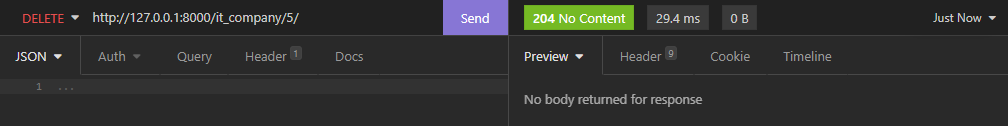 DELETE http://127.0.0.1:8000/it_company/5/ Send
JSON Auth Query Header 1 Docs
1 ...
204 No Content 29.4 ms 0 B Just Now
Preview Header 9 Cookie Timeline
No body returned for response